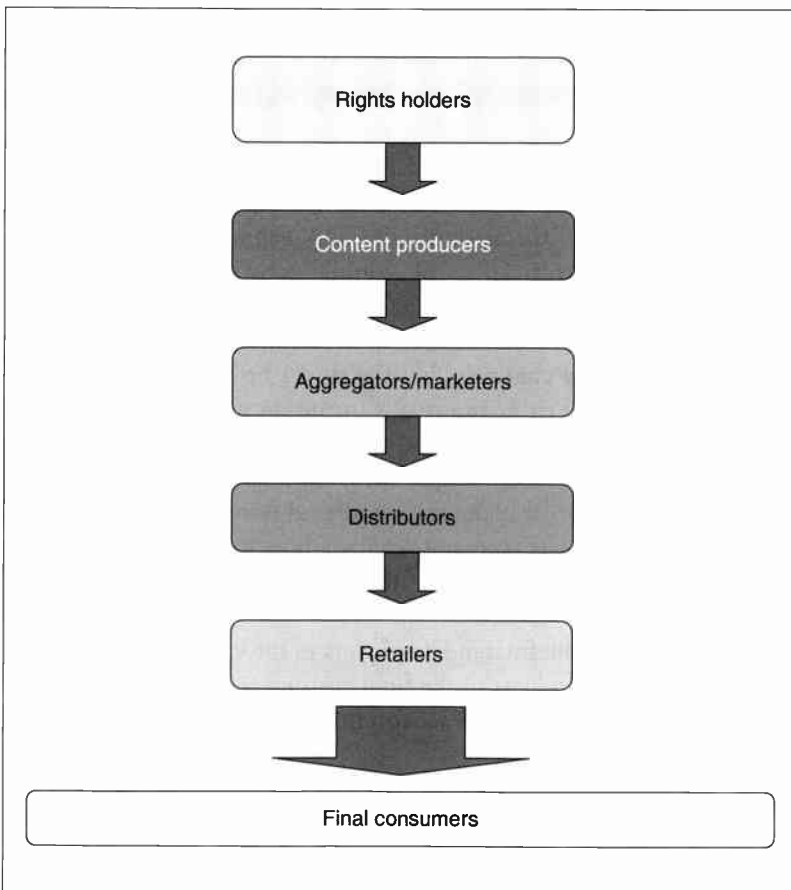 Rights holders
Content producers
Aggregators/marketers
Distributors
Retailers
Final consumers